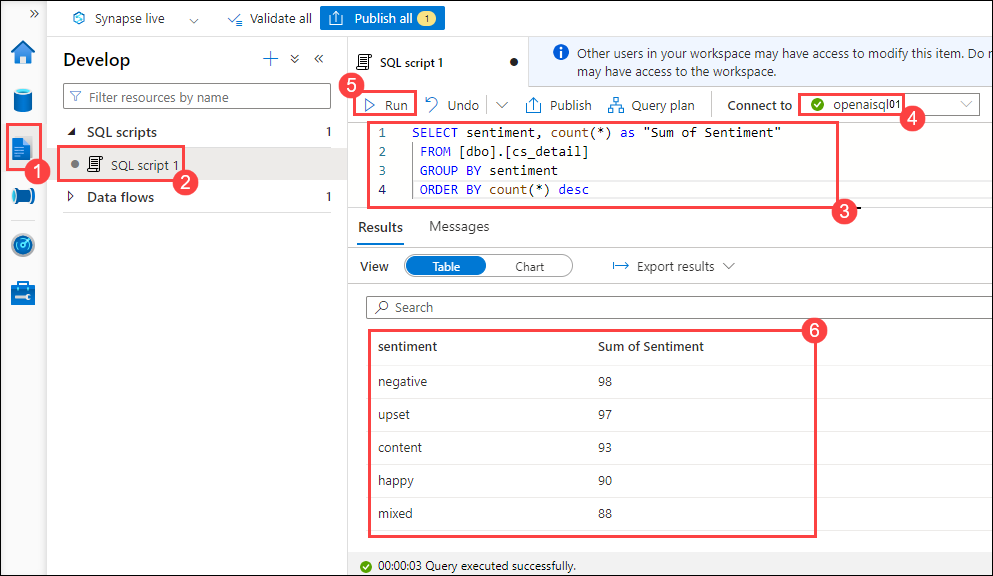 Synapse live
Validate all
Publish all 1
Develop
Filter resources by name
SQL scripts 1
SQL script 1
Data flows 1
1
2
SQL script 1
Other users in your workspace may have access to modify this item. Do
may have access to the workspace.
5
Run
Undo
Publish
Query plan
Connect to
openaisql01
4
1 SELECT sentiment, count(*) as "Sum of Sentiment"
2 FROM [dbo].[cs_detail]
3 GROUP BY sentiment
4 ORDER BY count(*) desc
3
Results Messages
View Table Chart Export results
Search
6
sentiment Sum of Sentiment
negative 98
upset 97
content 93
happy 90
mixed 88
00:00:03 Query executed successfully.